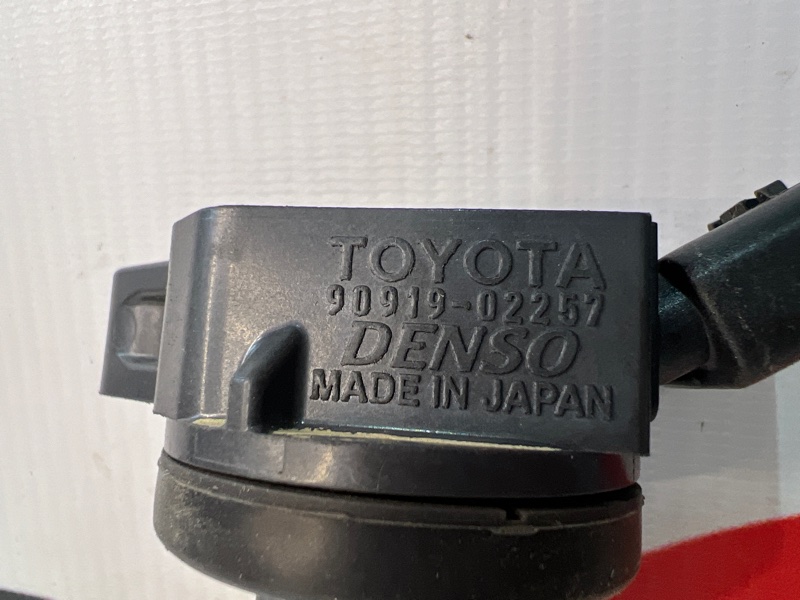 TOYOTA
90919-02257
DENSO
MADE IN JAPAN